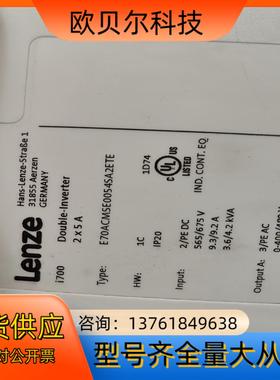 欧贝尔科技
Lenze
Hans-Lenze-Straße 1
31855 Aerzen
GERMANY
i700
Double-Inverter
2 x 5 A
Type:
E70ACMSE0054SA2ETE
HW:
1C
IP20
1D74
IND. CONT. EQ
Input:
2/PE DC
565/675 V
9.3/9.2 A
3.6/4.2 kVA
Output A:
3/PE AC
咨询：13761849638
型号齐全量大从